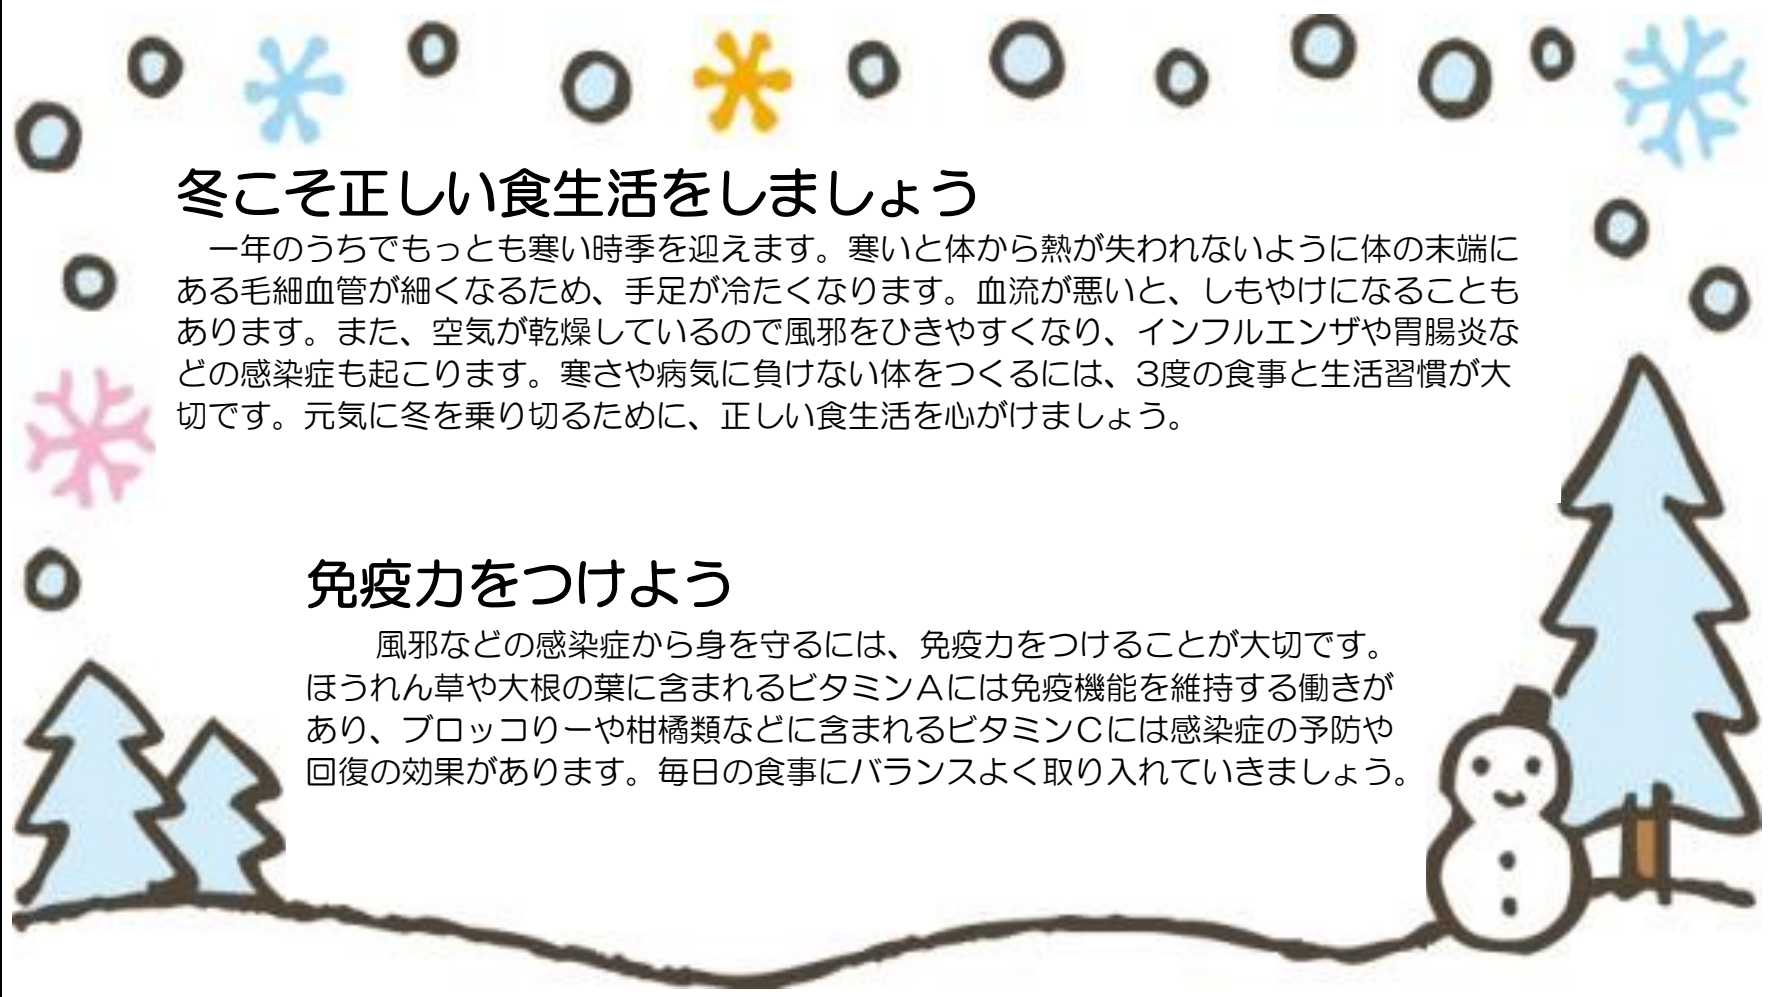 冬こそ正しい食生活をしましょう
　一年のうちでもっとも寒い時季を迎えます。寒いと体から熱が失われないように体の末端に
ある毛細血管が細くなるため、手足が冷たくなります。血流が悪いと、しもやけになることも
あります。また、空気が乾燥しているので風邪をひきやすくなり、インフルエンザや胃腸炎な
どの感染症も起こります。寒さや病気に負けない体をつくるには、3度の食事と生活習慣が大
切です。元気に冬を乗り切るために、正しい食生活を心がけましょう。
免疫力をつけよう
　　風邪などの感染症から身を守るには、免疫力をつけることが大切です。
ほうれん草や大根の葉に含まれるビタミンAには免疫機能を維持する働きが
あり、ブロッコりーや柑橘類などに含まれるビタミンCには感染症の予防や
回復の効果があります。毎日の食事にバランスよく取り入れていきましょう。